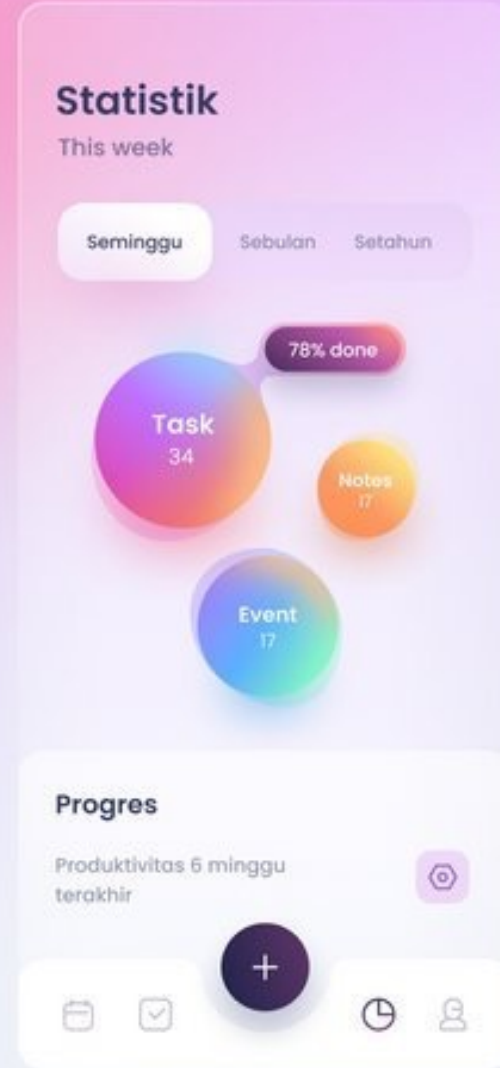 Statistik
This week
Seminggu
Sebulan
Setahun
78% done
Task
34
Notes
17
Event
17
Progres
Produktivitas 6 minggu
terakhir